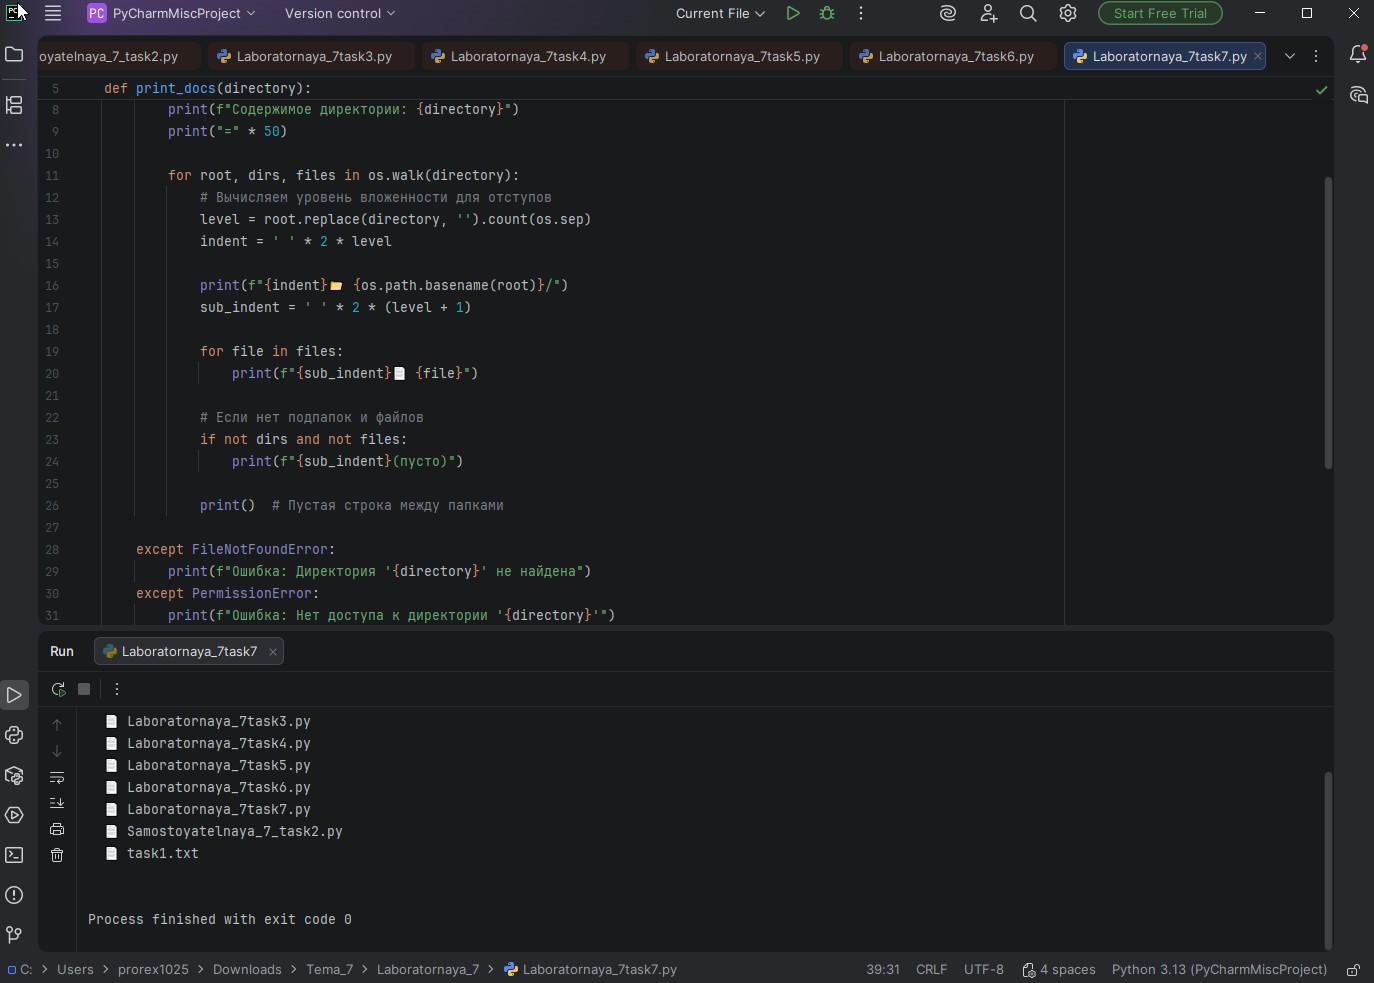 PC PyCharmMiscProject Version control Current File Start Free Trial
oyatelnaya_7_task2.py Laboratornaya_7task3.py Laboratornaya_7task4.py Laboratornaya_7task5.py Laboratornaya_7task6.py Laboratornaya_7task7.py
5 def print_docs(directory):
8 print(f"Содержимое директории: {directory}")
9 print("=" * 50)
10
11 for root, dirs, files in os.walk(directory):
12 # Вычисляем уровень вложенности для отступов
13 level = root.replace(directory, '').count(os.sep)
14 indent = ' ' * 2 * level
15
16 print(f"{indent}📂 {os.path.basename(root)}/")
17 sub_indent = ' ' * 2 * (level + 1)
18
19 for file in files:
20 print(f"{sub_indent}📄 {file}")
21
22 # Если нет подпапок и файлов
23 if not dirs and not files:
24 print(f"{sub_indent}(пусто)")
25
26 print() # Пустая строка между папками
27
28 except FileNotFoundError:
29 print(f"Ошибка: Директория '{directory}' не найдена")
30 except PermissionError:
31 print(f"Ошибка: Нет доступа к директории '{directory}'")
Run Laboratornaya_7task7
📄 Laboratornaya_7task3.py
📄 Laboratornaya_7task4.py
📄 Laboratornaya_7task5.py
📄 Laboratornaya_7task6.py
📄 Laboratornaya_7task7.py
📄 Samostoyatelnaya_7_task2.py
📄 task1.txt
Process finished with exit code 0
C: > Users > prorex1025 > Downloads > Tema_7 > Laboratornaya_7 > Laboratornaya_7task7.py 39:31 CRLF UTF-8 4 spaces Python 3.13 (PyCharmMiscProject)